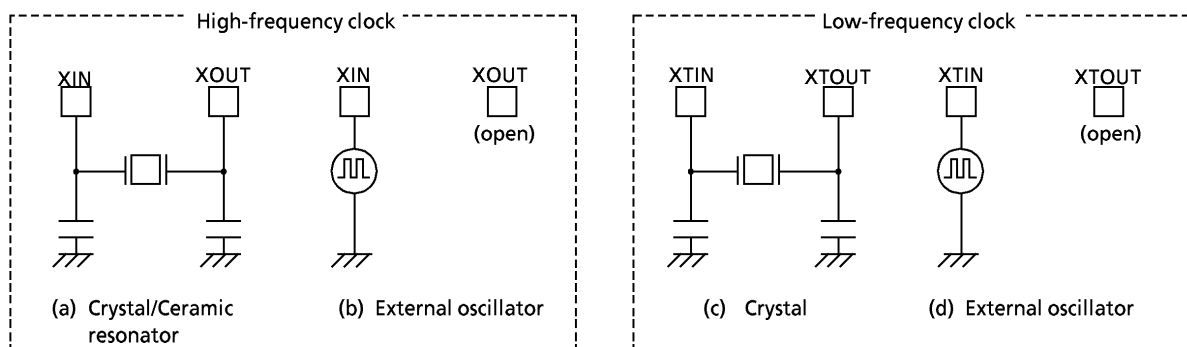 High-frequency clock
XIN
XOUT
XIN
XOUT
(open)
(a) Crystal/Ceramic
resonator
(b) External oscillator
Low-frequency clock
XTIN
XTOUT
XTIN
XTOUT
(open)
(c) Crystal
(d) External oscillator